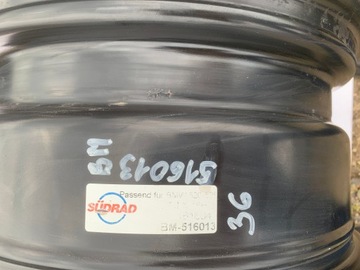 BM
516013
36
Passend für
SÜDRAD
BM-516013